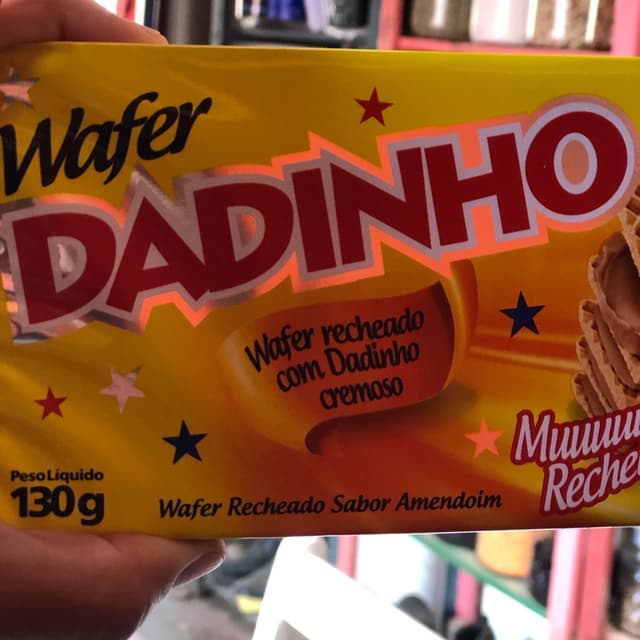 Wafer
DADINHO
Wafer recheado
com Dadinho
cremoso
Peso Líquido
130g
Wafer Recheado Sabor Amendoim